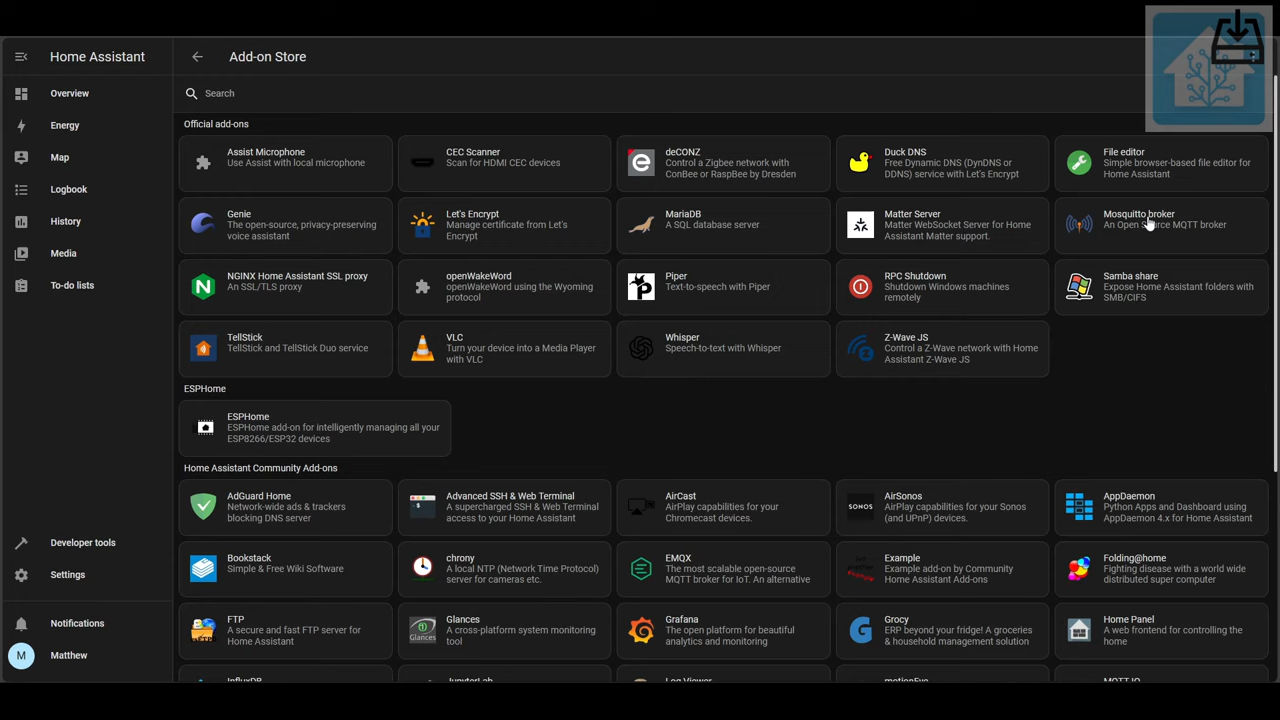 Home Assistant
Add-on Store
Overview
Energy
Map
Logbook
History
Media
To-do lists
Developer tools
Settings
Notifications
M
Matthew
Search
Official add-ons
Assist Microphone
Use Assist with local microphone
CEC Scanner
Scan for HDMI CEC devices
deCONZ
Control a Zigbee network with
ConBee or RaspBee by Dresden
Duck DNS
Free Dynamic DNS (DynDNS or
DDNS) service with Let's Encrypt
File editor
Simple browser-based file editor for
Home Assistant
Genie
The open-source, privacy-preserving
voice assistant
Let's Encrypt
Manage certificate from Let's
Encrypt
MariaDB
A SQL database server
Matter Server
Matter WebSocket Server for Home
Assistant Matter support.
Mosquitto broker
An Open Source MQTT broker
NGINX Home Assistant SSL proxy
An SSL/TLS proxy
openWakeWord
openWakeWord using the Wyoming
protocol
Piper
Text-to-speech with Piper
RPC Shutdown
Shutdown Windows machines
remotely
Samba share
Expose Home Assistant folders with
SMB/CIFS
TellStick
TellStick and TellStick Duo service
VLC
Turn your device into a Media Player
with VLC
Whisper
Speech-to-text with Whisper
Z-Wave JS
Control a Z-Wave network with Home
Assistant Z-Wave JS
ESPHome
ESPHome
ESPHome add-on for intelligently managing all your
ESP8266/ESP32 devices
Home Assistant Community Add-ons
AdGuard Home
Network-wide ads & trackers
blocking DNS server
Advanced SSH & Web Terminal
A supercharged SSH & Web Terminal
access to your Home Assistant
AirCast
AirPlay capabilities for your
Chromecast devices.
SONOS
AirSonos
AirPlay capabilities for your Sonos
(and UPnP) devices.
AppDaemon
Python Apps and Dashboard using
AppDaemon 4.x for Home Assistant
Bookstack
Simple & Free Wiki Software
chrony
A local NTP (Network Time Protocol)
server for cameras etc.
EMQX
The most scalable open-source
MQTT broker for IoT. An alternative
Example
Example add-on by Community
Home Assistant Add-ons
Folding@home
Fighting disease with a world wide
distributed super computer
FTP
A secure and fast FTP server for
Home Assistant
Glances
Glances
A cross-platform system monitoring
tool
Grafana
The open platform for beautiful
analytics and monitoring
Grocy
ERP beyond your fridge! A groceries
& household management solution
Home Panel
A web frontend for controlling the
home
InfluxDB
JupyterLab
Log Viewer
motionEye
MQTT IO